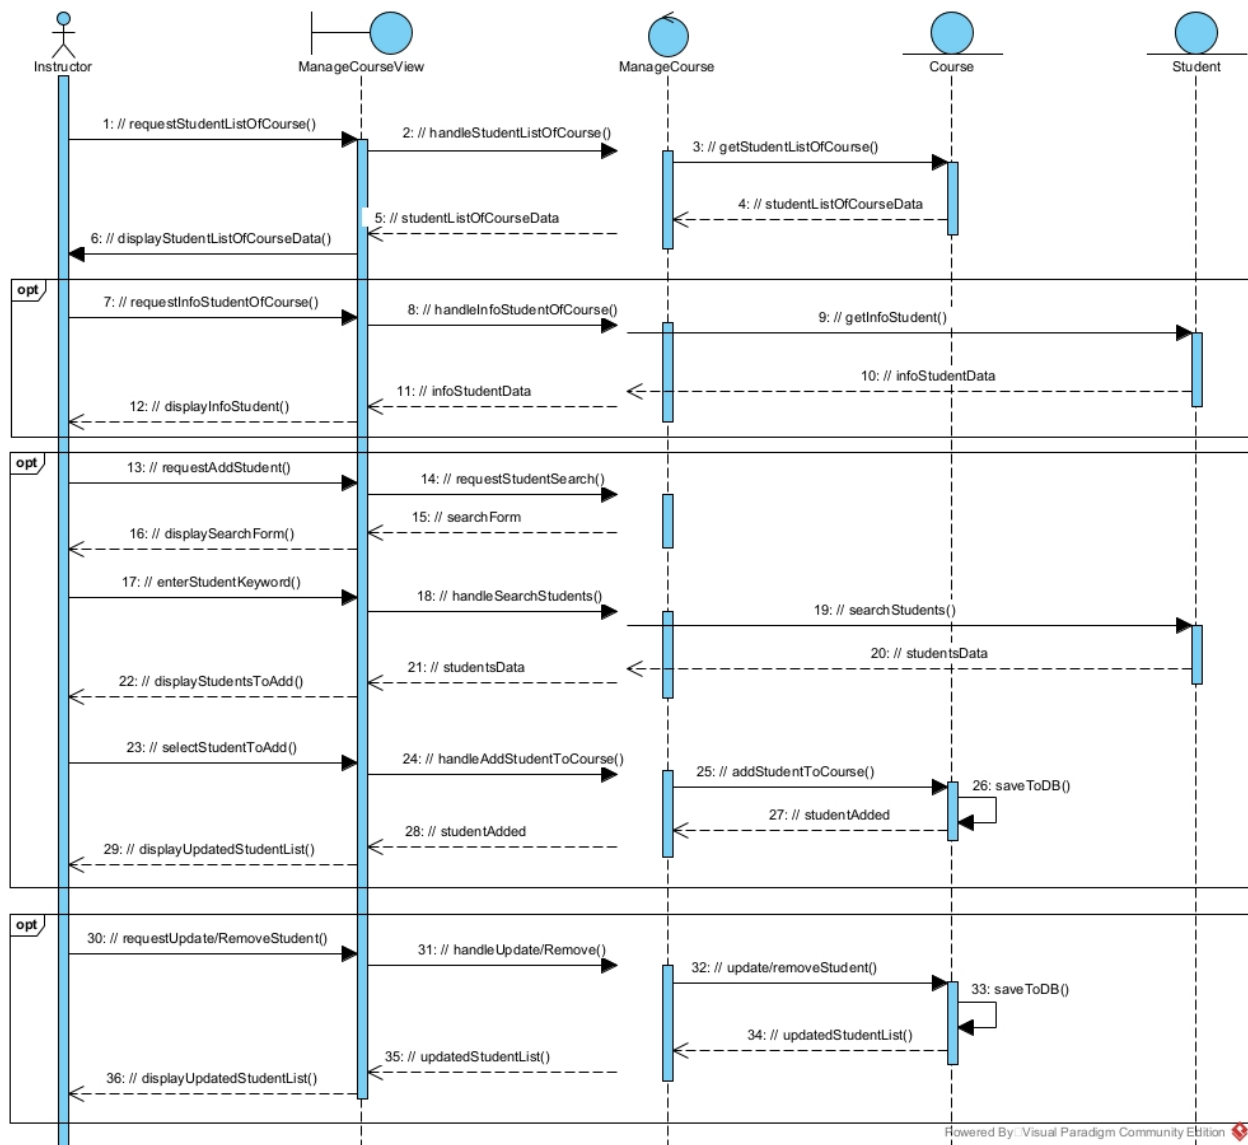 Instructor
ManageCourseView
ManageCourse
Course
Student
1: // requestStudentListOfCourse()
2: // handleStudentListOfCourse()
3: // getStudentListOfCourse()
4: // studentListOfCourseData
5: // studentListOfCourseData
6: // displayStudentListOfCourseData()
opt
7: // requestInfoStudentOfCourse()
8: // handleInfoStudentOfCourse()
9: // getInfoStudent()
10: // infoStudentData
11: // infoStudentData
12: // displayInfoStudent()
opt
13: // requestAddStudent()
14: // requestStudentSearch()
15: // searchForm
16: // displaySearchForm()
17: // enterStudentKeyword()
18: // handleSearchStudents()
19: // searchStudents()
20: // studentsData
21: // studentsData
22: // displayStudentsToAdd()
23: // selectStudentToAdd()
24: // handleAddStudentToCourse()
25: // addStudentToCourse()
26: saveToDB()
27: // studentAdded
28: // studentAdded
29: // displayUpdatedStudentList()
opt
30: // requestUpdate/RemoveStudent()
31: // handleUpdate/Remove()
32: // update/removeStudent()
33: saveToDB()
34: // updatedStudentList()
35: // updatedStudentList()
36: // displayUpdatedStudentList()
Powered By Visual Paradigm Community Edition